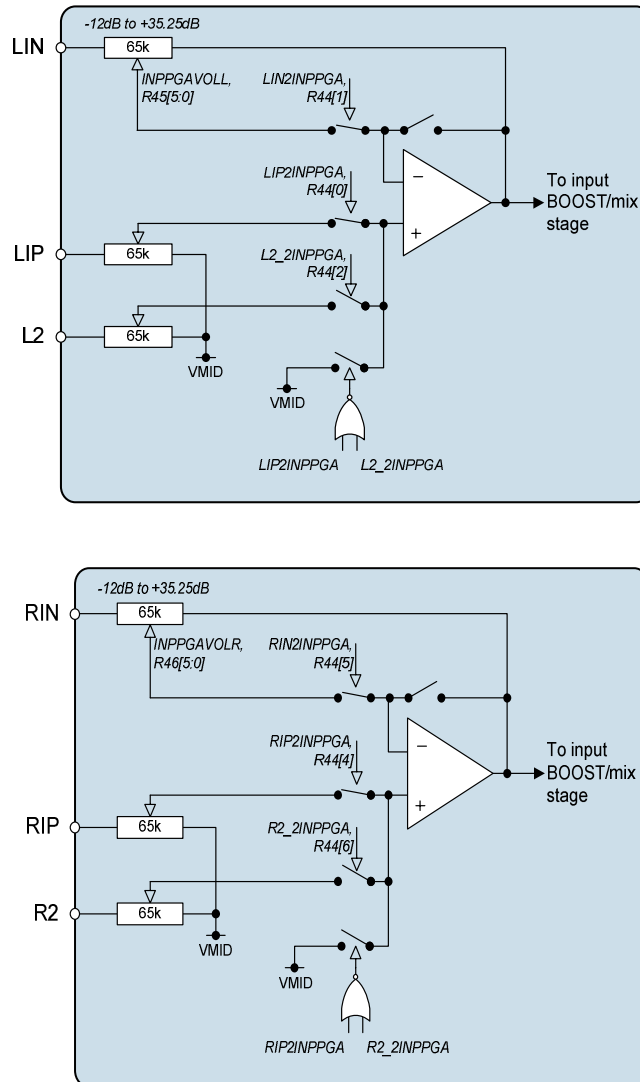 -12dB to +35.25dB
LIN
65k
INPPGAVOLL,
R45[5:0]
LIN2INPPGA,
R44[1]
−
LIP2INPPGA,
R44[0]
+
To input
BOOST/mix
stage
LIP
65k
L2_2INPPGA,
R44[2]
L2
65k
VMID
VMID
LIP2INPPGA
L2_2INPPGA
-12dB to +35.25dB
RIN
65k
INPPGAVOLR,
R46[5:0]
RIN2INPPGA,
R44[5]
−
RIP2INPPGA,
R44[4]
+
To input
BOOST/mix
stage
RIP
65k
R2_2INPPGA,
R44[6]
R2
65k
VMID
VMID
RIP2INPPGA
R2_2INPPGA